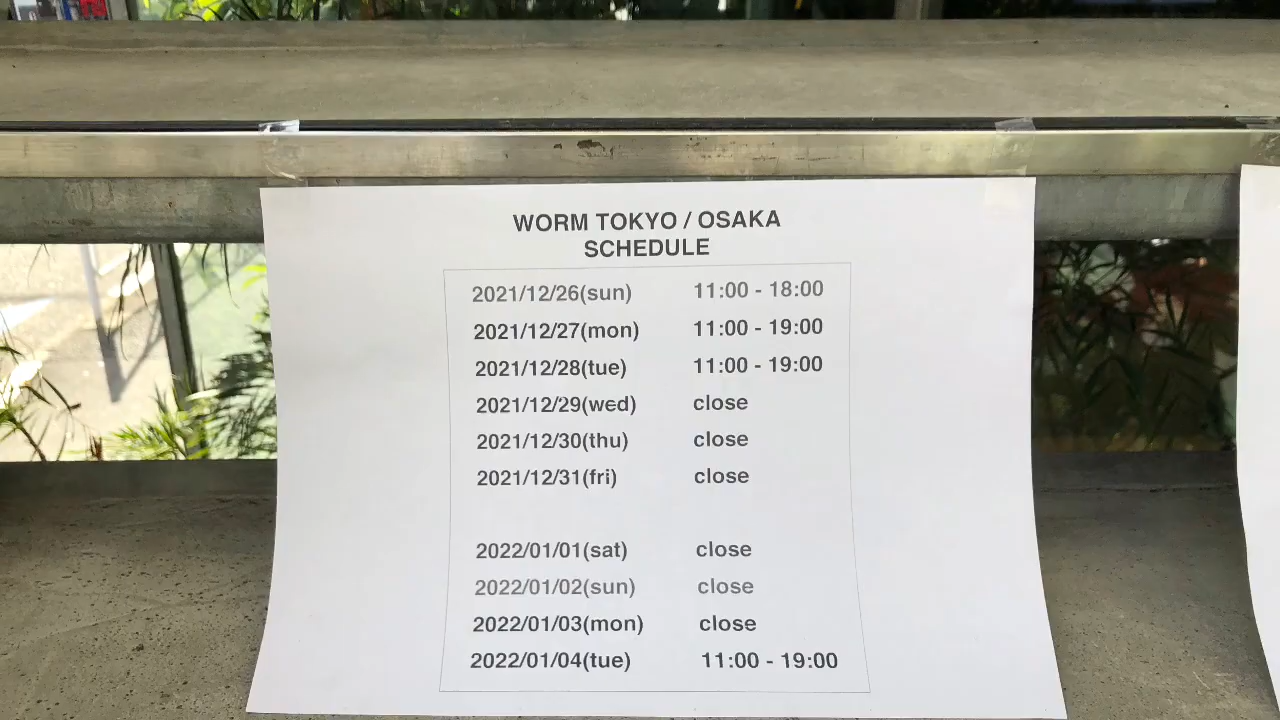 WORM TOKYO / OSAKA
SCHEDULE
2021/12/26(sun) 11:00 - 18:00
2021/12/27(mon) 11:00 - 19:00
2021/12/28(tue) 11:00 - 19:00
2021/12/29(wed) close
2021/12/30(thu) close
2021/12/31(fri) close
2022/01/01(sat) close
2022/01/02(sun) close
2022/01/03(mon) close
2022/01/04(tue) 11:00 - 19:00